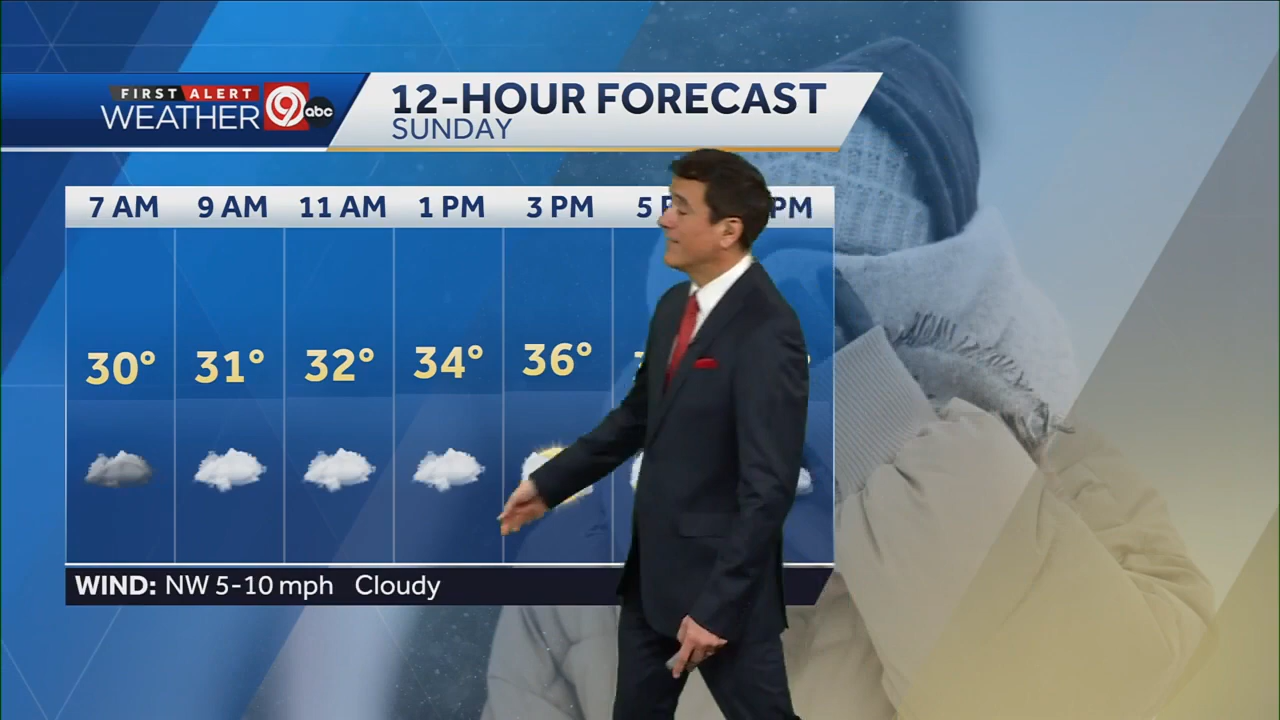 FIRST ALERT
WEATHER 9 abc
12-HOUR FORECAST
SUNDAY
7 AM 9 AM 11 AM 1 PM 3 PM 5 PM
30° 31° 32° 34° 36°
WIND: NW 5-10 mph Cloudy